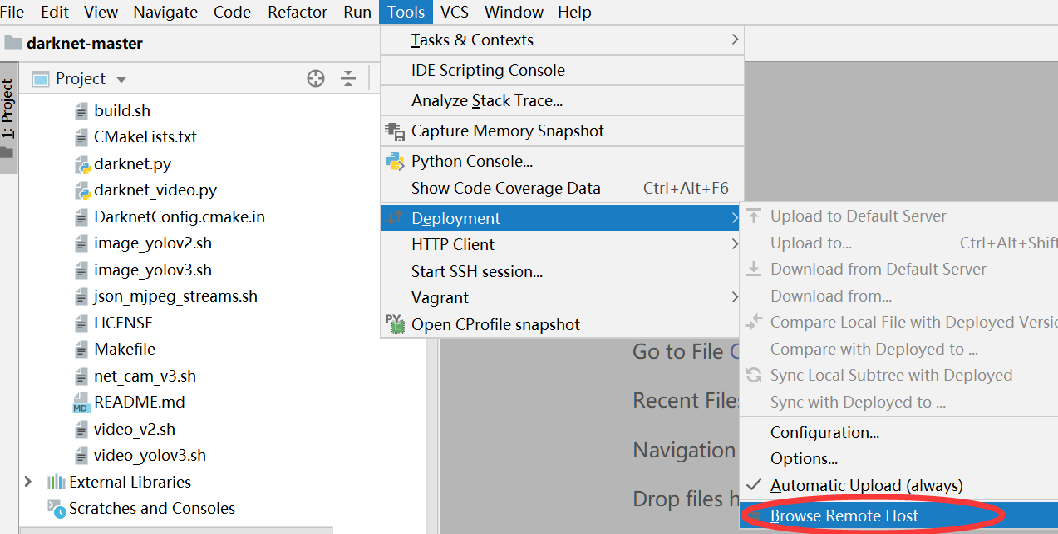 File Edit View Navigate Code Refactor Run Tools VCS Window Help
darknet-master
Project
1: Project
build.sh
CMakeLists.txt
darknet.py
darknet_video.py
DarknetConfig.cmake.in
image_yolov2.sh
image_yolov3.sh
json_mjpeg_streams.sh
LICENSE
Makefile
net_cam_v3.sh
README.md
video_v2.sh
video_yolov3.sh
External Libraries
Scratches and Consoles
Tasks & Contexts
IDE Scripting Console
Analyze Stack Trace...
Capture Memory Snapshot
Python Console...
Show Code Coverage Data Ctrl+Alt+F6
Deployment
HTTP Client
Start SSH session...
Vagrant
Open CProfile snapshot
Go to File
Recent Files
Navigation
Drop files h
Upload to Default Server
Upload to... Ctrl+Alt+Shift
Download from Default Server
Download from...
Compare Local File with Deployed Versio
Compare with Deployed to ...
Sync Local Subtree with Deployed
Sync with Deployed to ...
Configuration...
Options...
Automatic Upload (always)
Browse Remote Host